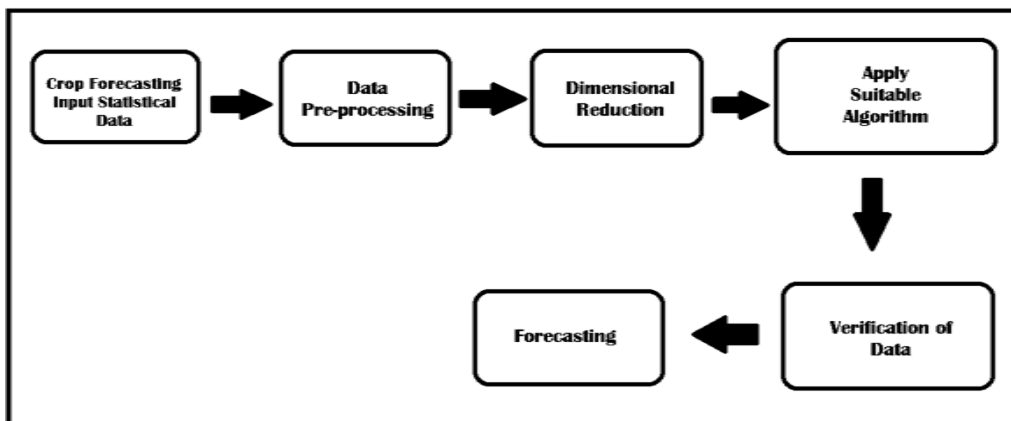 Crop Forecasting
Input Statistical
Data
Data
Pre-processing
Dimensional
Reduction
Apply
Suitable
Algorithm
Verification of
Data
Forecasting